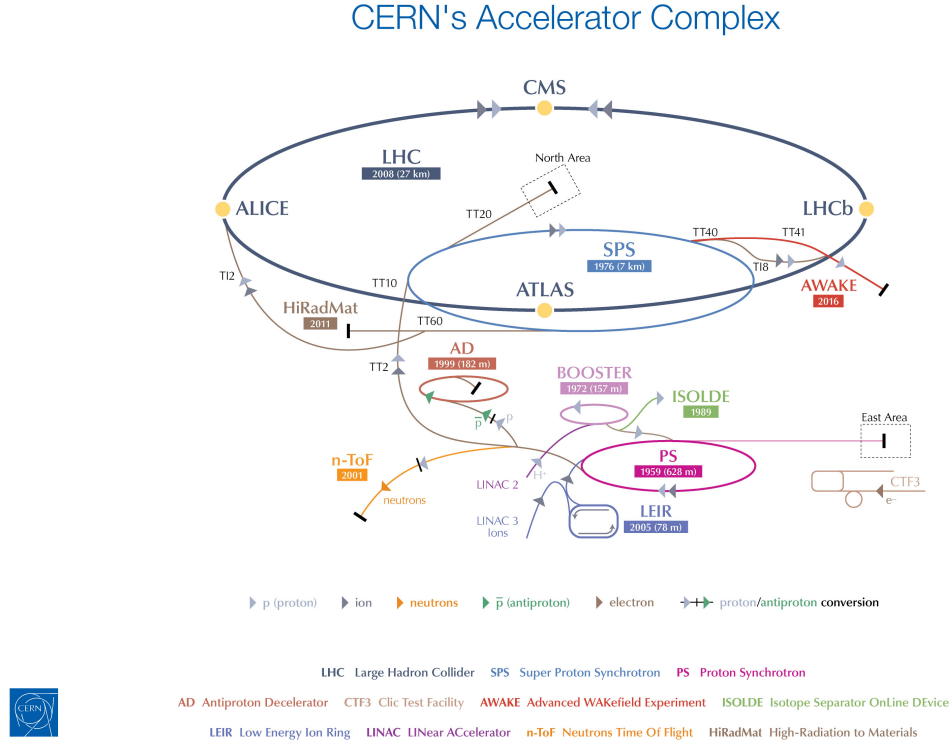 CERN's Accelerator Complex
CMS
North Area
LHC
2008 (27 km)
ALICE
LHCb
TT20
TT40
TT41
SPS
1976 (7 km)
TI2
TT10
TI8
ATLAS
AWAKE
2016
HiRadMat
2011
TT60
TT2
AD
1999 (182 m)
BOOSTER
1972 (157 m)
ISOLDE
1989
p̅
p
East Area
n-ToF
2001
PS
1959 (628 m)
H⁺
LINAC 2
neutrons
CTF3
e⁻
LEIR
2005 (78 m)
LINAC 3
Ions
p (proton) ion neutrons p̅ (antiproton) electron proton/antiproton conversion
LHC Large Hadron Collider SPS Super Proton Synchrotron PS Proton Synchrotron
AD Antiproton Decelerator CTF3 Clic Test Facility AWAKE Advanced WAKefield Experiment ISOLDE Isotope Separator OnLine DEvice
LEIR Low Energy Ion Ring LINAC LINear ACcelerator n-ToF Neutrons Time Of Flight HiRadMat High-Radiation to Materials
CERN